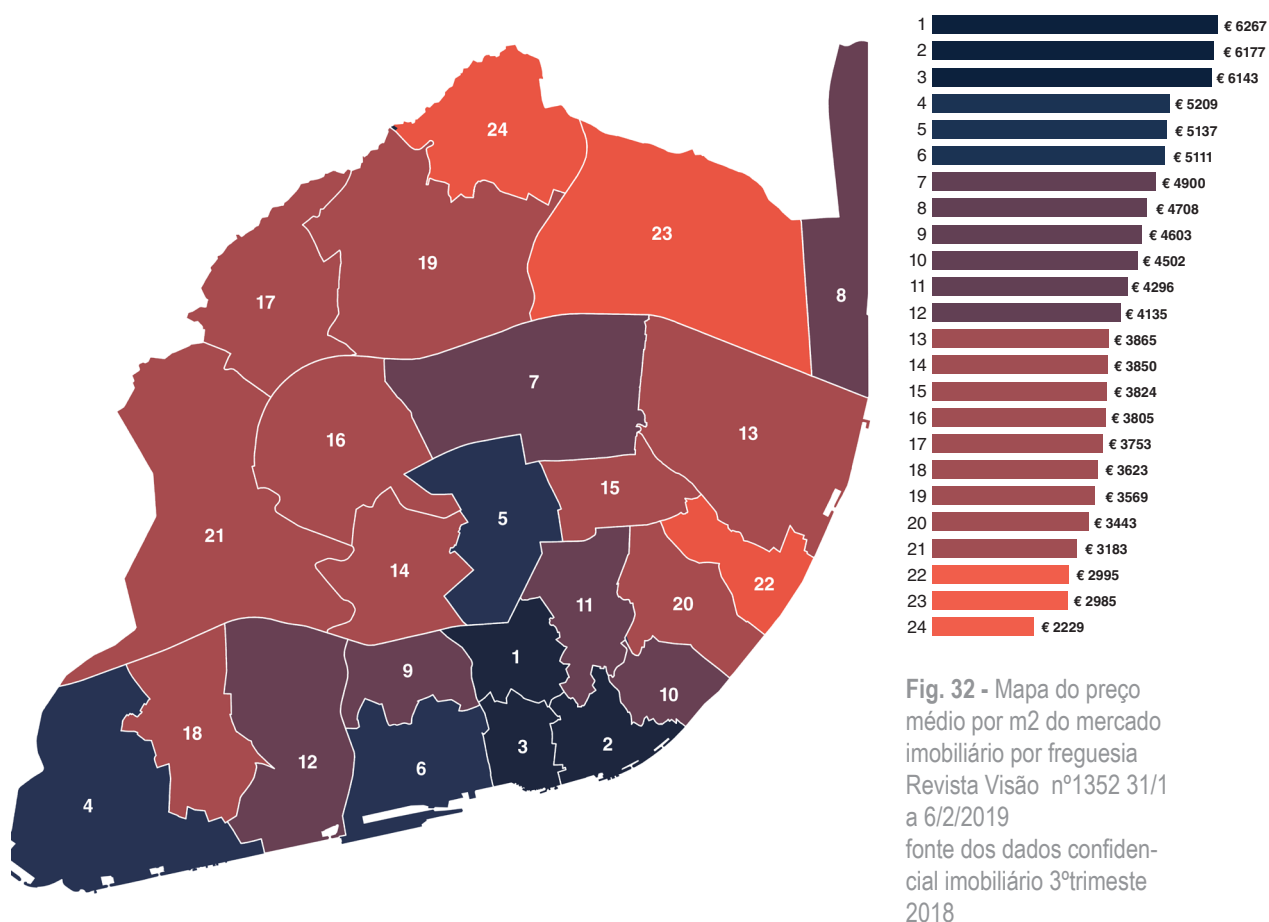 24
23
19
8
17
7
13
16
15
5
21
14
22
11
20
1
9
10
18
3
2
12
6
4
1 € 6267
2 € 6177
3 € 6143
4 € 5209
5 € 5137
6 € 5111
7 € 4900
8 € 4708
9 € 4603
10 € 4502
11 € 4296
12 € 4135
13 € 3865
14 € 3850
15 € 3824
16 € 3805
17 € 3753
18 € 3623
19 € 3569
20 € 3443
21 € 3183
22 € 2995
23 € 2985
24 € 2229
Fig. 32 - Mapa do preço
médio por m2 do mercado
imobiliário por freguesia
Revista Visão nº1352 31/1
a 6/2/2019
fonte dos dados confiden-
cial imobiliário 3ºtrimeste
2018